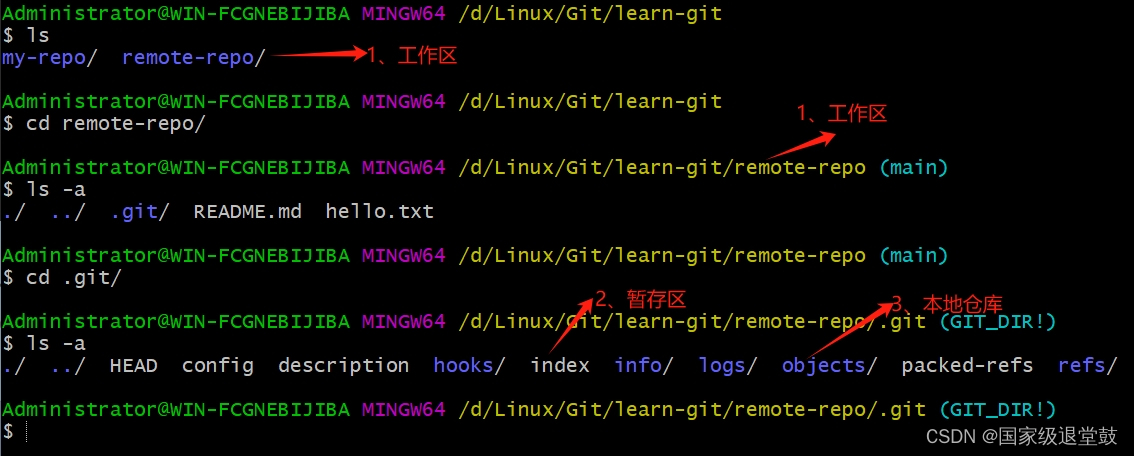 Administrator@WIN-FCGNEBIJIBA MINGW64 /d/Linux/Git/learn-git
$ ls
my-repo/  remote-repo/ 1、工作区
Administrator@WIN-FCGNEBIJIBA MINGW64 /d/Linux/Git/learn-git
$ cd remote-repo/ 1、工作区
Administrator@WIN-FCGNEBIJIBA MINGW64 /d/Linux/Git/learn-git/remote-repo (main)
$ ls -a
./  ../  .git/  README.md  hello.txt
Administrator@WIN-FCGNEBIJIBA MINGW64 /d/Linux/Git/learn-git/remote-repo (main)
$ cd .git/
2、暂存区 3、本地仓库
Administrator@WIN-FCGNEBIJIBA MINGW64 /d/Linux/Git/learn-git/remote-repo/.git (GIT_DIR!)
$ ls -a
./  ../  HEAD  config  description  hooks/  index  info/  logs/  objects/  packed-refs  refs/
Administrator@WIN-FCGNEBIJIBA MINGW64 /d/Linux/Git/learn-git/remote-repo/.git (GIT_DIR!)
$
CSDN @国家级退堂鼓